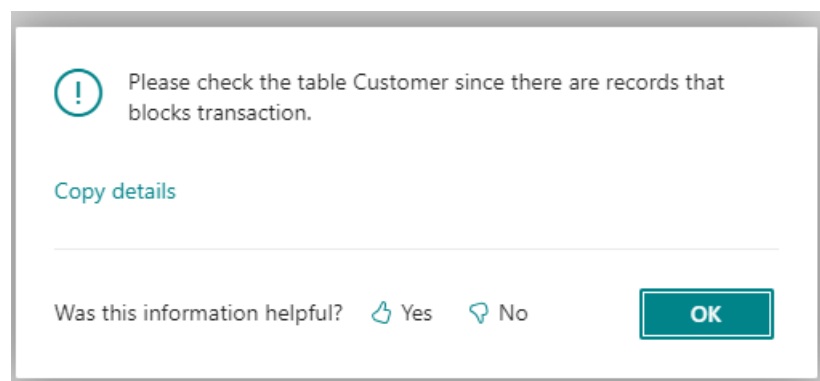 Please check the table Customer since there are records that
blocks transaction.
Copy details
Was this information helpful? Yes No OK